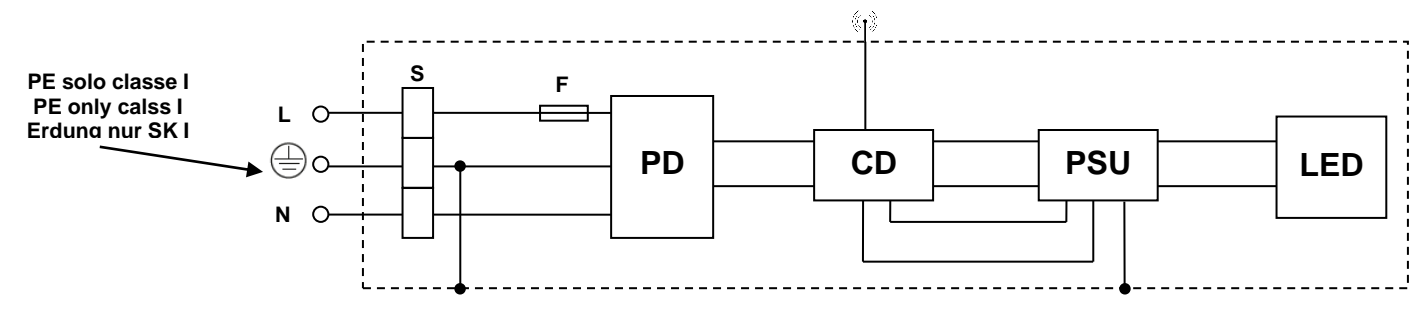 PE solo classe I
PE only calss I
Erdung nur SK I
L
N
S
F
PD
CD
PSU
LED